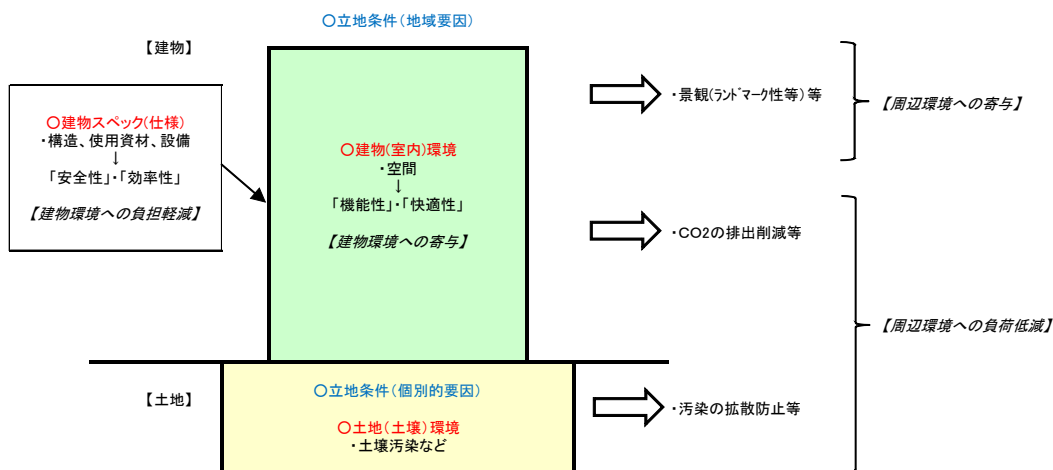 〇立地条件（地域要因）
【建物】
〇建物スペック(仕様)
・構造、使用資材、設備
↓
「安全性」・「効率性」
【建物環境への負担軽減】
〇建物(室内)環境
・空間
↓
「機能性」・「快適性」
【建物環境への寄与】
・景観(ﾗﾝﾄﾞﾏｰｸ性等)等
【周辺環境への寄与】
・CO2の排出削減等
【周辺環境への負荷低減】
【土地】
〇立地条件（個別的要因）
〇土地（土壌）環境
・土壌汚染など
・汚染の拡散防止等